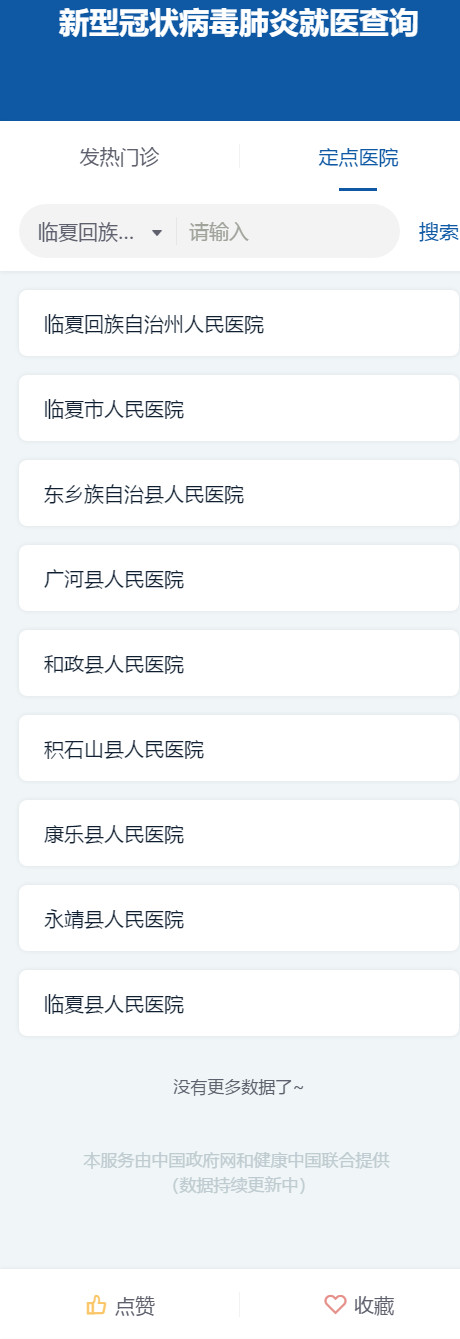 新型冠状病毒肺炎就医查询
发热门诊 定点医院
临夏回族... 请输入 搜索
临夏回族自治州人民医院
临夏市人民医院
东乡族自治县人民医院
广河县人民医院
和政县人民医院
积石山县人民医院
康乐县人民医院
永靖县人民医院
临夏县人民医院
没有更多数据了~
本服务由中国政府网和健康中国联合提供
（数据持续更新中）
点赞 收藏